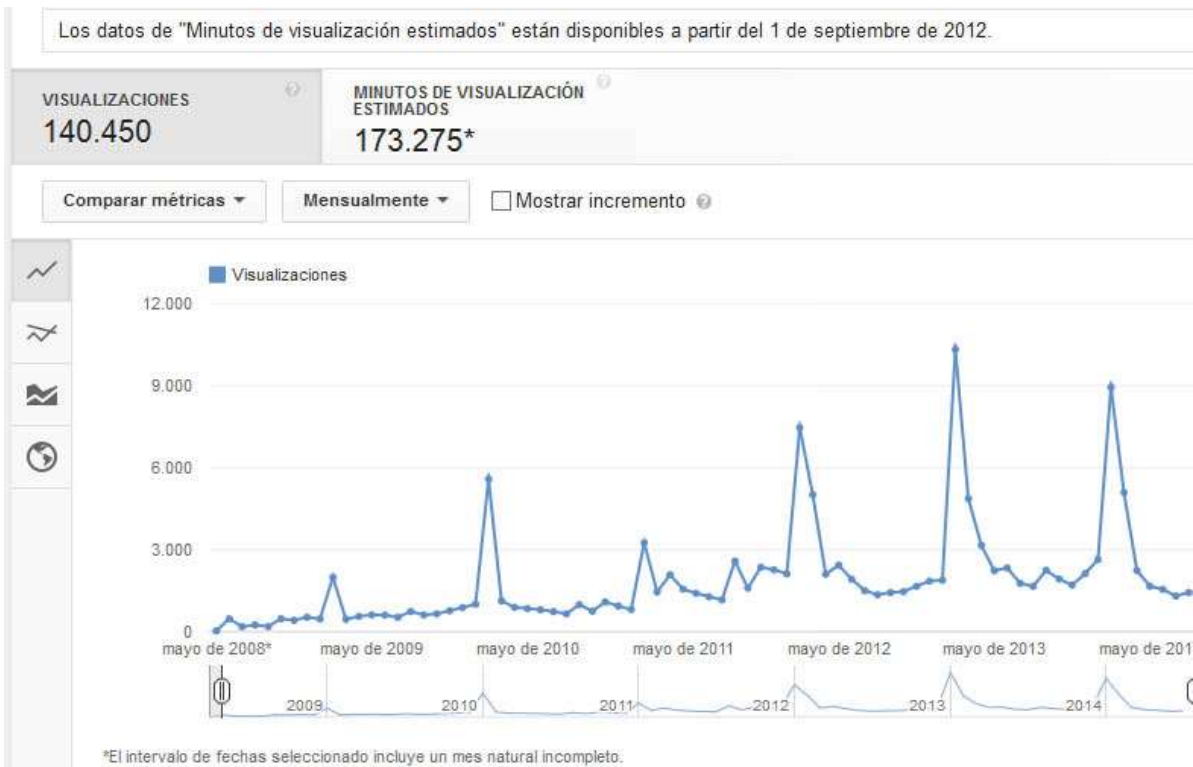 Los datos de "Minutos de visualización estimados" están disponibles a partir del 1 de septiembre de 2012.
VISUALIZACIONES
140.450
MINUTOS DE VISUALIZACIÓN
ESTIMADOS
173.275*
Comparar métricas
Mensualmente
Mostrar incremento
Visualizaciones
12.000
9.000
6.000
3.000
0
mayo de 2008* mayo de 2009 mayo de 2010 mayo de 2011 mayo de 2012 mayo de 2013 mayo de 201
2009 2010 2011 2012 2013 2014
*El intervalo de fechas seleccionado incluye un mes natural incompleto.